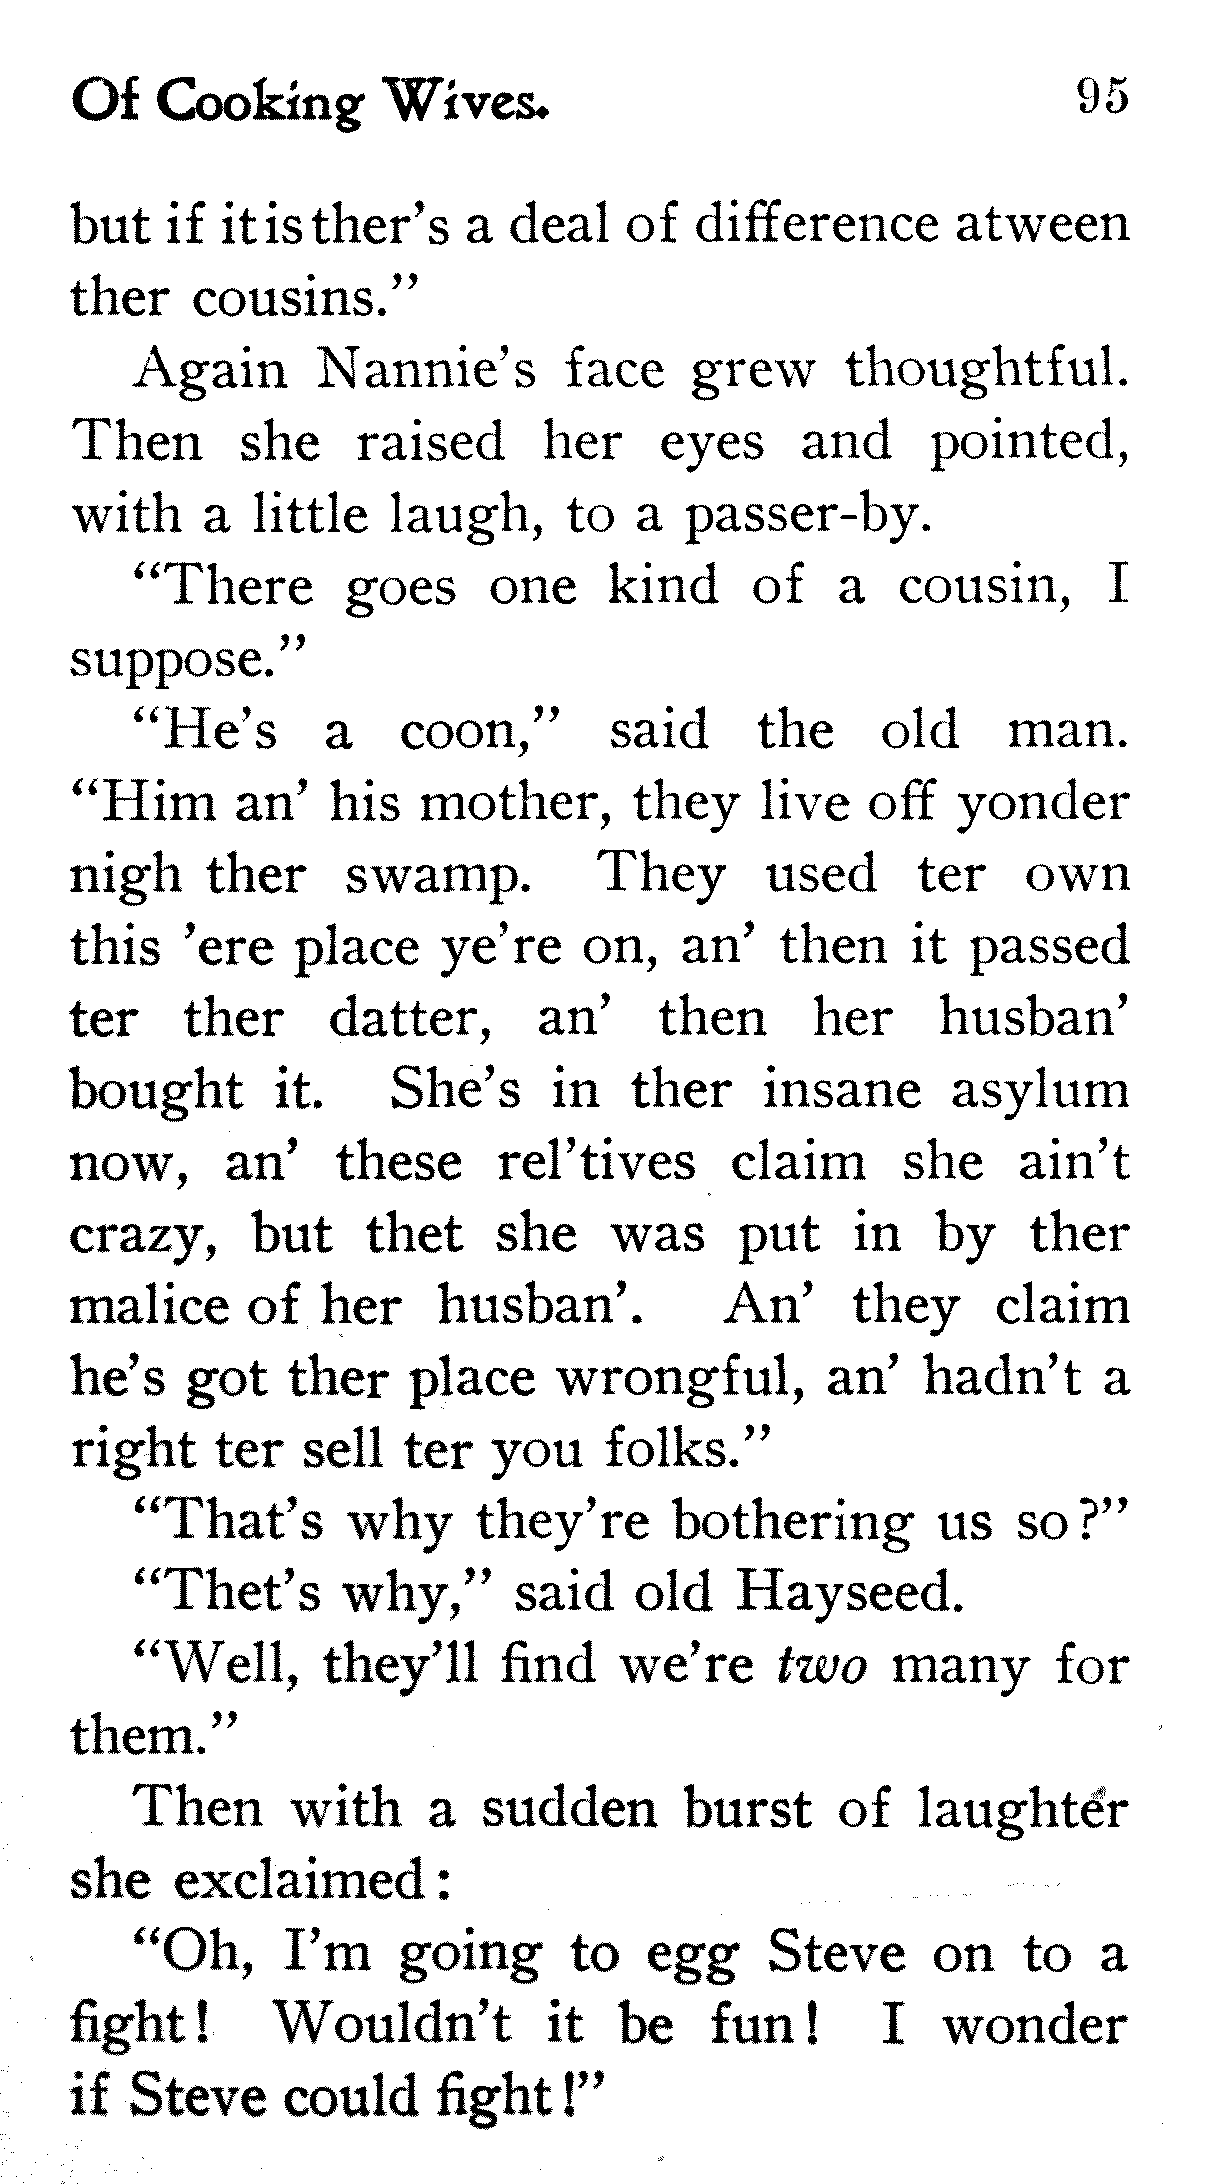 Of Cooking Wives. 95
but if it is ther's a deal of difference atween
ther cousins."
Again Nannie's face grew thoughtful.
Then she raised her eyes and pointed,
with a little laugh, to a passer-by.
"There goes one kind of a cousin, I
suppose."
"He's a coon," said the old man.
"Him an' his mother, they live off yonder
nigh ther swamp. They used ter own
this 'ere place ye're on, an' then it passed
ter ther datter, an' then her husban'
bought it. She's in ther insane asylum
now, an' these rel'tives claim she ain't
crazy, but thet she was put in by ther
malice of her husban'. An' they claim
he's got ther place wrongful, an' hadn't a
right ter sell ter you folks."
"That's why they're bothering us so?"
"Thet's why," said old Hayseed.
"Well, they'll find we're two many for
them."
Then with a sudden burst of laughter
she exclaimed:
"Oh, I'm going to egg Steve on to a
fight! Wouldn't it be fun! I wonder
if Steve could fight!"